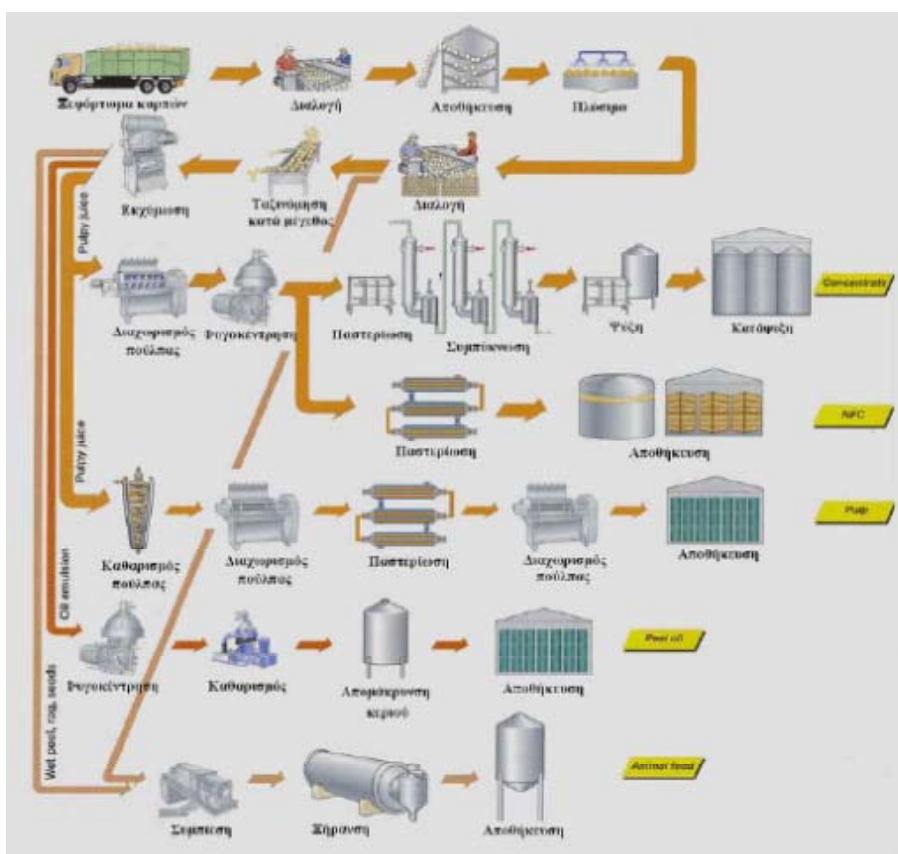 Ξεφόρτωμα καρπών
Διαλογή
Αποθήκευση
Πλύσιμο
Εκχύμωση
Ταξινόμηση
κατά μέγεθος
Διαλογή
Pulpy juice
Διαχωρισμός
πούλπας
Φυγοκέντρηση
Παστερίωση
Συμπύκνωση
Ψύξη
Κατάψυξη
Concentrate
Παστερίωση
Αποθήκευση
NFC
Pulpy juice
Καθαρισμός
πούλπας
Διαχωρισμός
πούλπας
Παστερίωση
Διαχωρισμός
πούλπας
Αποθήκευση
Pulp
Oil emulsion
Φυγοκέντρηση
Καθαρισμός
Απομάκρυνση
κεριού
Αποθήκευση
Peel oil
Wet peel, rag, seeds
Συμπίεση
Ξήρανση
Αποθήκευση
Animal feed